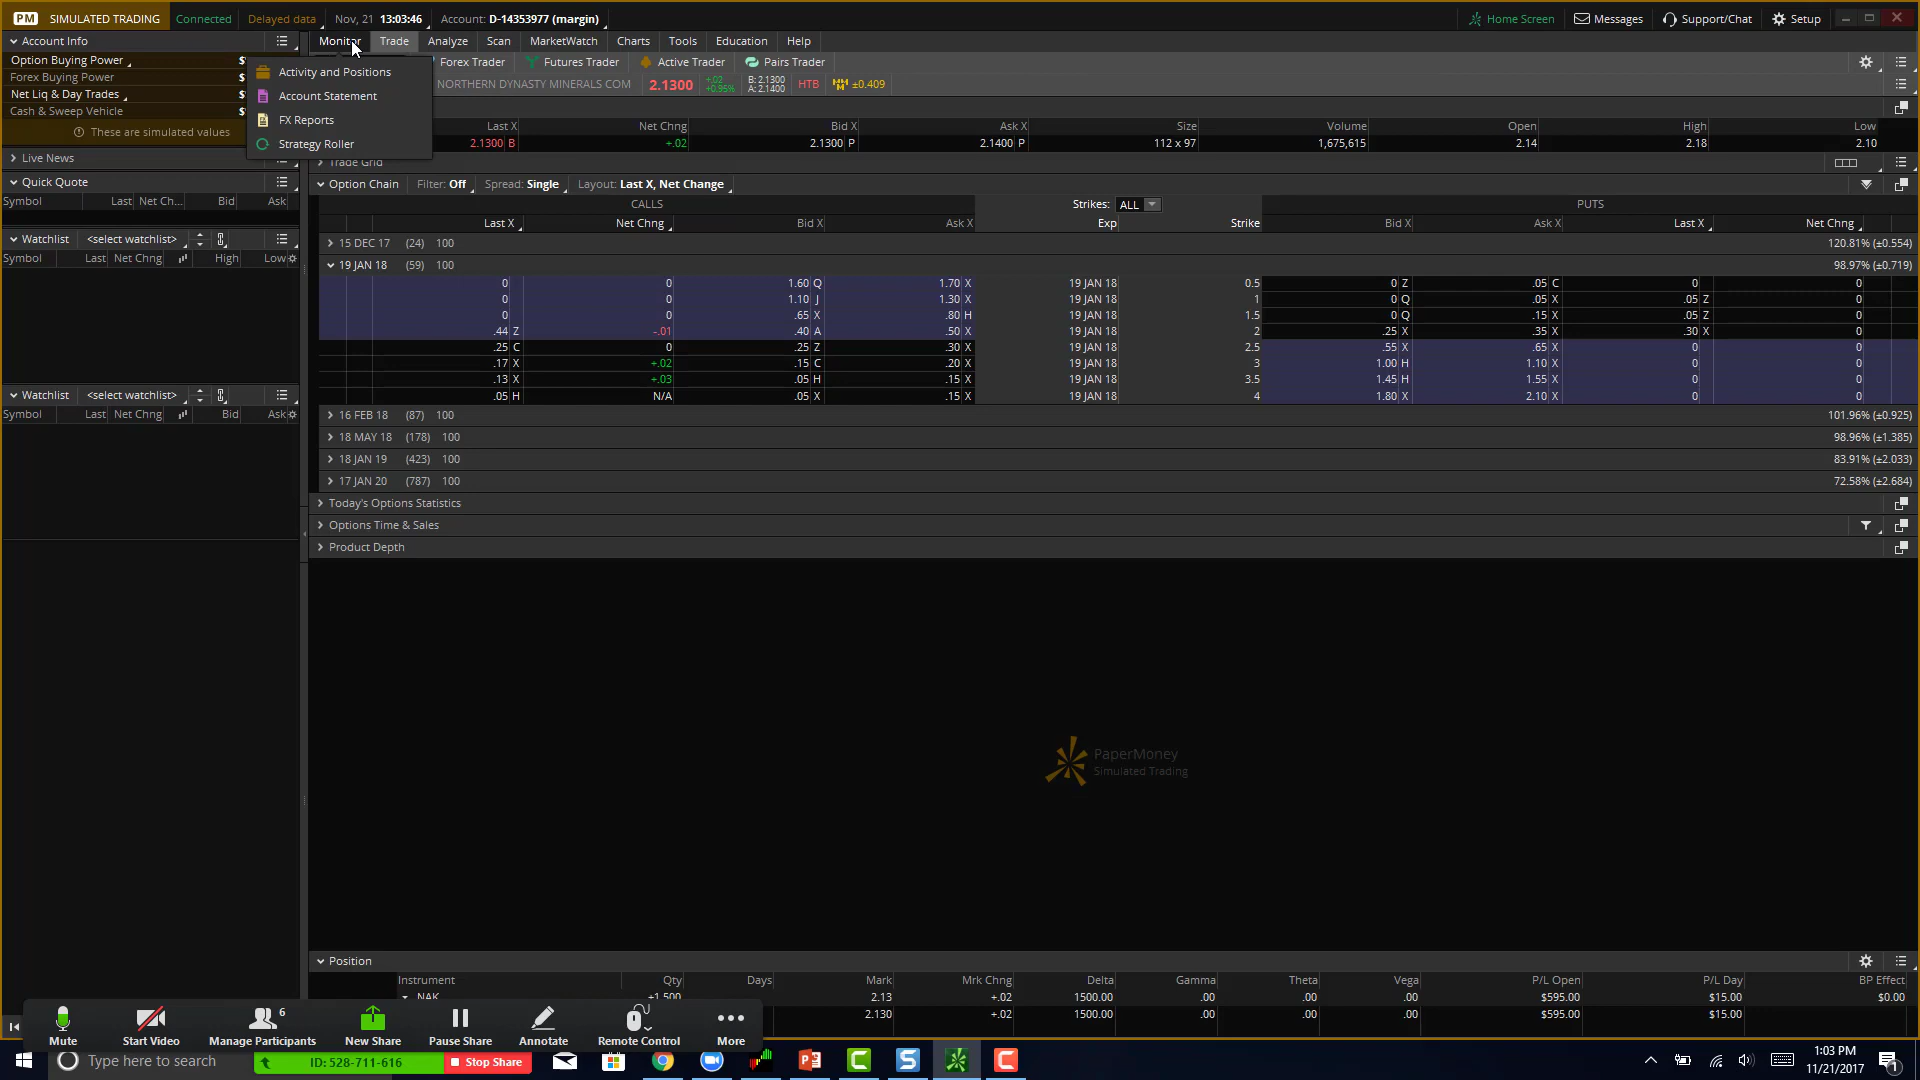 PM SIMULATED TRADING Connected Delayed data Nov, 21 13:03:46 Account: D-14353977 (margin) Home Screen Messages Support/Chat Setup
Account Info Monitor Trade Analyze Scan MarketWatch Charts Tools Education Help
Option Buying Power $
Forex Buying Power $
Net Liq & Day Trades $
Cash & Sweep Vehicle $
These are simulated values
Activity and Positions
Account Statement
FX Reports
Strategy Roller
Forex Trader Futures Trader Active Trader Pairs Trader
NORTHERN DYNASTY MINERALS COM 2.1300 +.02 +0.95% B: 2.1300 A: 2.1400 HTB ±0.409
Last X Net Chng Bid X Ask X Size Volume Open High Low
2.1300 B +.02 2.1300 P 2.1400 P 112 x 97 1,675,615 2.14 2.18 2.10
Live News
Trade Grid
Quick Quote
Symbol Last Net Ch... Bid Ask
Watchlist <select watchlist>
Symbol Last Net Chng High Low
Watchlist <select watchlist>
Symbol Last Net Chng Bid Ask
Option Chain Filter: Off Spread: Single Layout: Last X, Net Change
CALLS Strikes: ALL PUTS
Last X Net Chng Bid X Ask X Exp Strike Bid X Ask X Last X Net Chng
15 DEC 17 (24) 100 120.81% (±0.554)
19 JAN 18 (59) 100 98.97% (±0.719)
0 0 1.60 Q 1.70 X 19 JAN 18 0.5 0 Z .05 C 0 0
0 0 1.10 J 1.30 X 19 JAN 18 1 0 Q .05 X .05 Z 0
0 0 .65 X .80 H 19 JAN 18 1.5 0 Q .15 X .05 Z 0
.44 Z -.01 .40 A .50 X 19 JAN 18 2 .25 X .35 X .30 X 0
.25 C 0 .25 Z .30 X 19 JAN 18 2.5 .55 X .65 X 0 0
.17 X +.02 .15 C .20 X 19 JAN 18 3 1.00 H 1.10 X 0 0
.13 X +.03 .05 H .15 X 19 JAN 18 3.5 1.45 H 1.55 X 0 0
.05 H N/A .05 X .15 X 19 JAN 18 4 1.80 X 2.10 X 0 0
16 FEB 18 (87) 100 101.96% (±0.925)
18 MAY 18 (178) 100 98.96% (±1.385)
18 JAN 19 (423) 100 83.91% (±2.033)
17 JAN 20 (787) 100 72.58% (±2.684)
Today's Options Statistics
Options Time & Sales
Product Depth
PaperMoney
Simulated Trading
Position
Instrument Qty Days Mark Mrk Chng Delta Gamma Theta Vega P/L Open P/L Day BP Effect
NAK +1,500 2.13 +.02 1500.00 .00 .00 .00 $595.00 $15.00 $0.00
2.130 +.02 1500.00 .00 .00 .00 $595.00 $15.00
6
Mute Start Video Manage Participants New Share Pause Share Annotate Remote Control More
Type here to search ID: 528-711-616 Stop Share
1:03 PM
11/21/2017
1